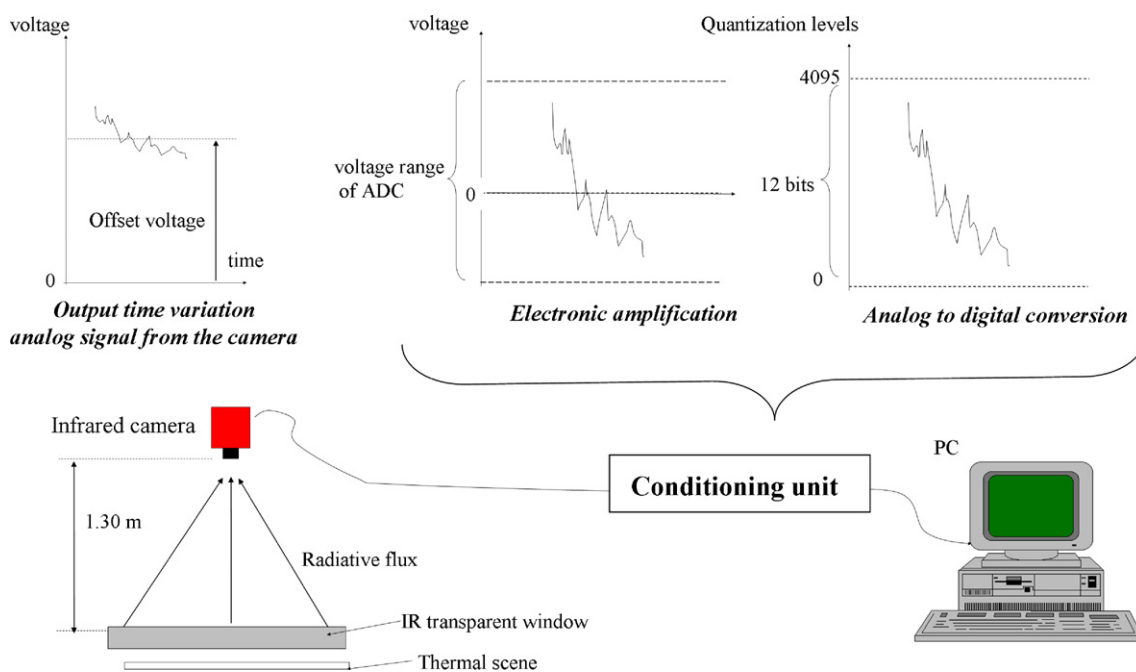 voltage
Offset voltage
time
0
Output time variation
analog signal from the camera
voltage
voltage range
of ADC
0
Electronic amplification
Quantization levels
4095
12 bits
0
Analog to digital conversion
Infrared camera
1.30 m
Radiative flux
IR transparent window
Thermal scene
Conditioning unit
PC